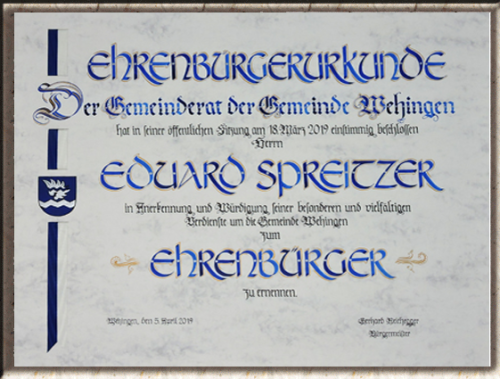 EHRENBÜRGERURKUNDE
Der Gemeinderat der Gemeinde Wehingen
hat in seiner öffentlichen Sitzung am 18. März 2019 einstimmig beschlossen
Herrn
EDUARD SPREITZER
in Anerkennung und Würdigung seiner besonderen und vielfältigen
Verdienste um die Gemeinde Wehingen
zum
EHRENBÜRGER
zu ernennen.
Wehingen, den 5. April 2019
Gerhard Reichegger
Bürgermeister